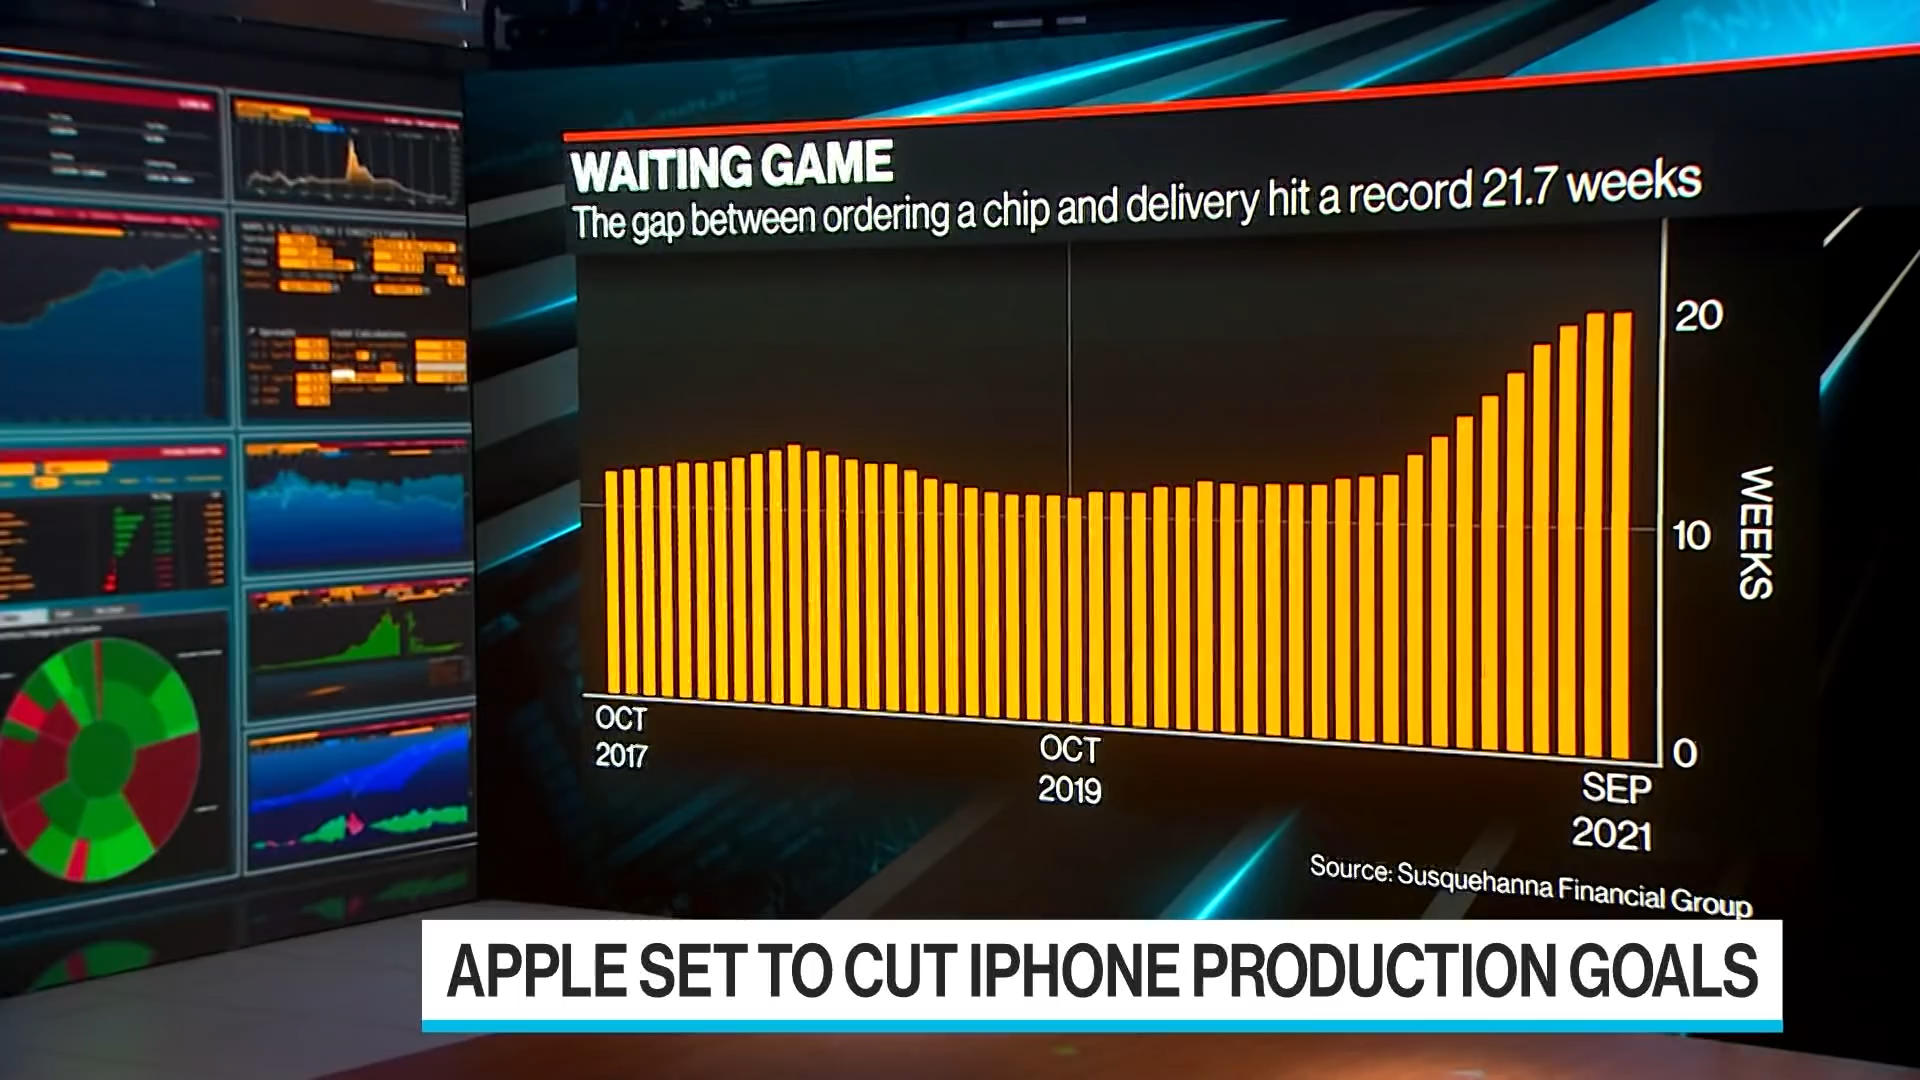 WAITING GAME
The gap between ordering a chip and delivery hit a record 21.7 weeks
20
10
0
WEEKS
OCT
2017
OCT
2019
SEP
2021
Source: Susquehanna Financial Group
APPLE SET TO CUT IPHONE PRODUCTION GOALS